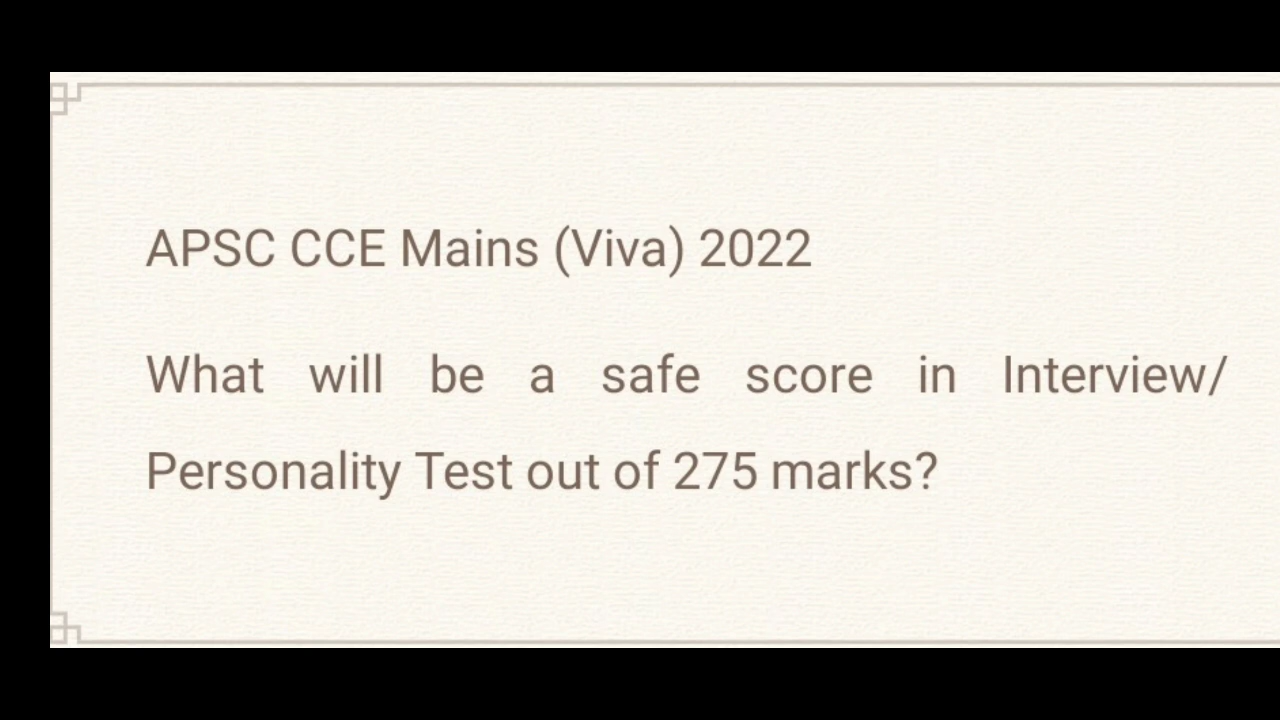 APSC CCE Mains (Viva) 2022
What will be a safe score in Interview/
Personality Test out of 275 marks?